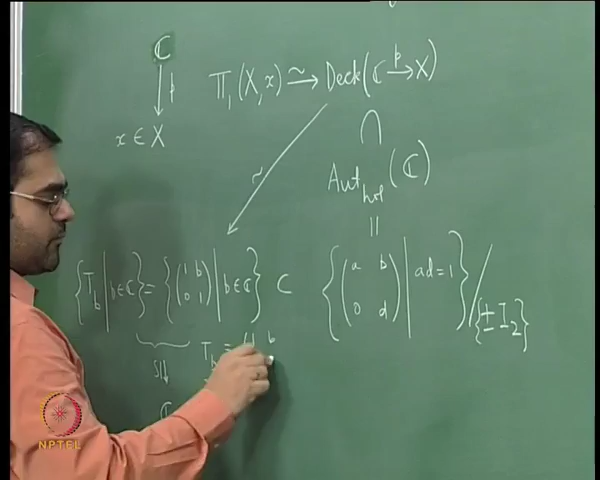 ℂ
↓ p
x ∈ X
Π₁(X, x) ⥲ Deck(ℂ →ᵖ X)
∩
Aut_hol(ℂ)
||
{T_b | b∈ℂ} = {(1 b; 0 1) | b∈ℂ} ⊂ {(a b; 0 d) | ad=1} / {± I₂}
~
S||↓ T_b = (1 b
ℂ
NPTEL